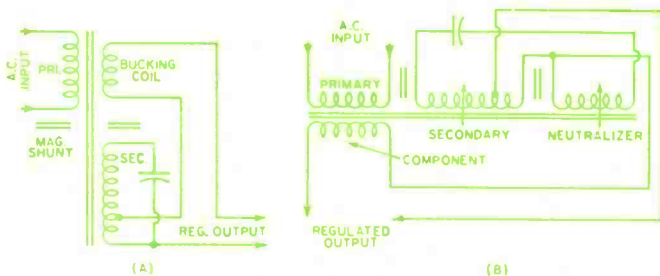 A.C.
INPUT
PRI.
BUCKING
COIL
MAG.
SHUNT
SEC
REG. OUTPUT
(A)
A.C.
INPUT
PRIMARY
SECONDARY
NEUTRALIZER
COMPONENT
REGULATED
OUTPUT
(B)